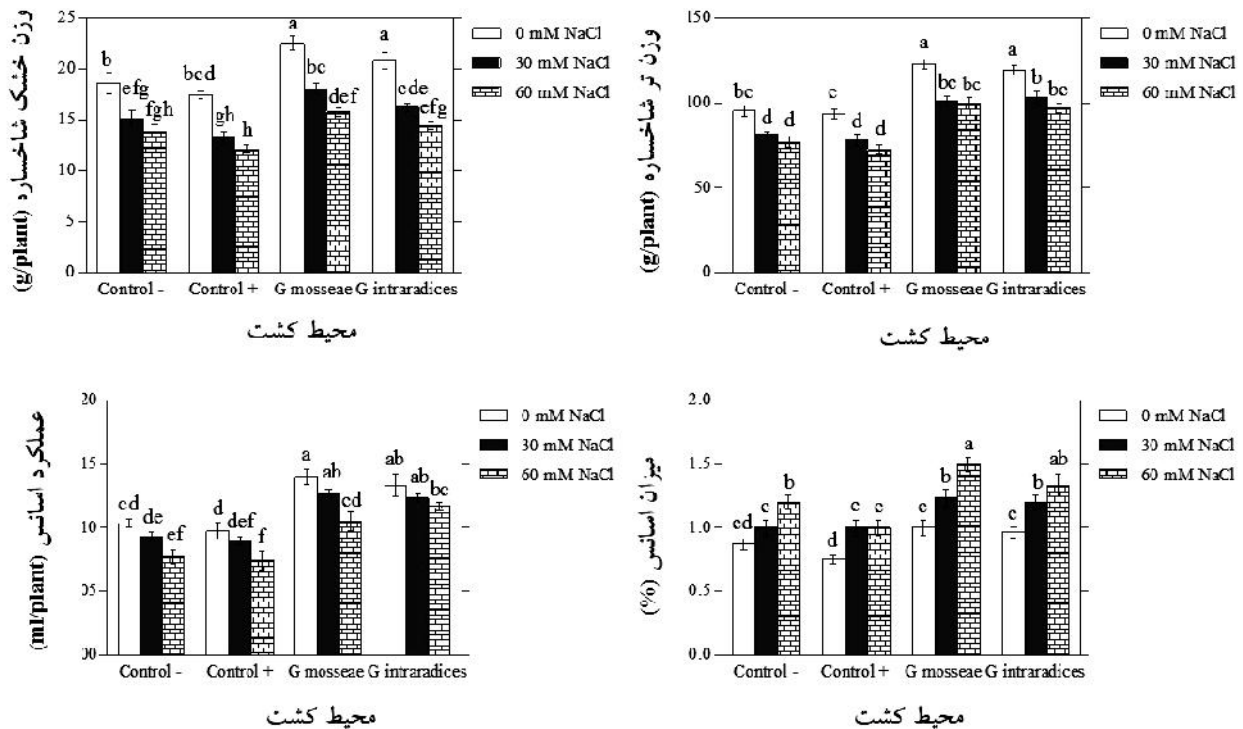 وزن خشک شاخساره (g/plant)
25
20
15
10
5
0
b
efg
fgh
bcd
gh
h
a
bc
def
a
cde
efg
0 mM NaCl
30 mM NaCl
60 mM NaCl
Control -
Control +
G mosseae
G intraradices
محیط کشت
وزن تر شاخساره (g/plant)
150
100
50
0
bc
d
d
c
d
d
a
bc
bc
a
b
bc
0 mM NaCl
30 mM NaCl
60 mM NaCl
Control -
Control +
G mosseae
G intraradices
محیط کشت
عملکرد اسانس (ml/plant)
20
15
10
05
00
cd
de
ef
d
def
f
a
ab
cd
ab
ab
bc
0 mM NaCl
30 mM NaCl
60 mM NaCl
Control -
Control +
G mosseae
G intraradices
محیط کشت
میزان اسانس (%)
2.0
1.5
1.0
0.5
0.0
cd
c
b
d
c
c
c
b
a
c
b
ab
0 mM NaCl
30 mM NaCl
60 mM NaCl
Control -
Control +
G mosseae
G intraradices
محیط کشت